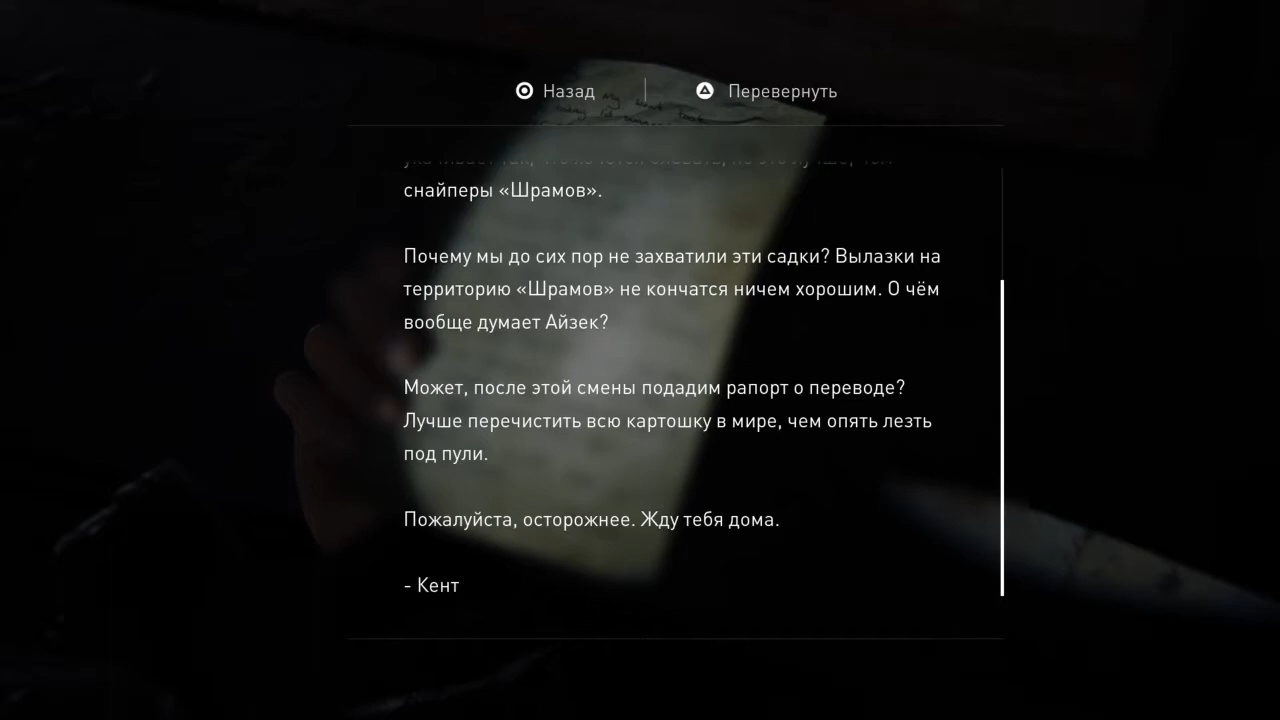 Назад
Перевернуть
снайперы «Шрамов».
Почему мы до сих пор не захватили эти садки? Вылазки на
территорию «Шрамов» не кончатся ничем хорошим. О чём
вообще думает Айзек?
Может, после этой смены подадим рапорт о переводе?
Лучше перечистить всю картошку в мире, чем опять лезть
под пули.
Пожалуйста, осторожнее. Жду тебя дома.
- Кент